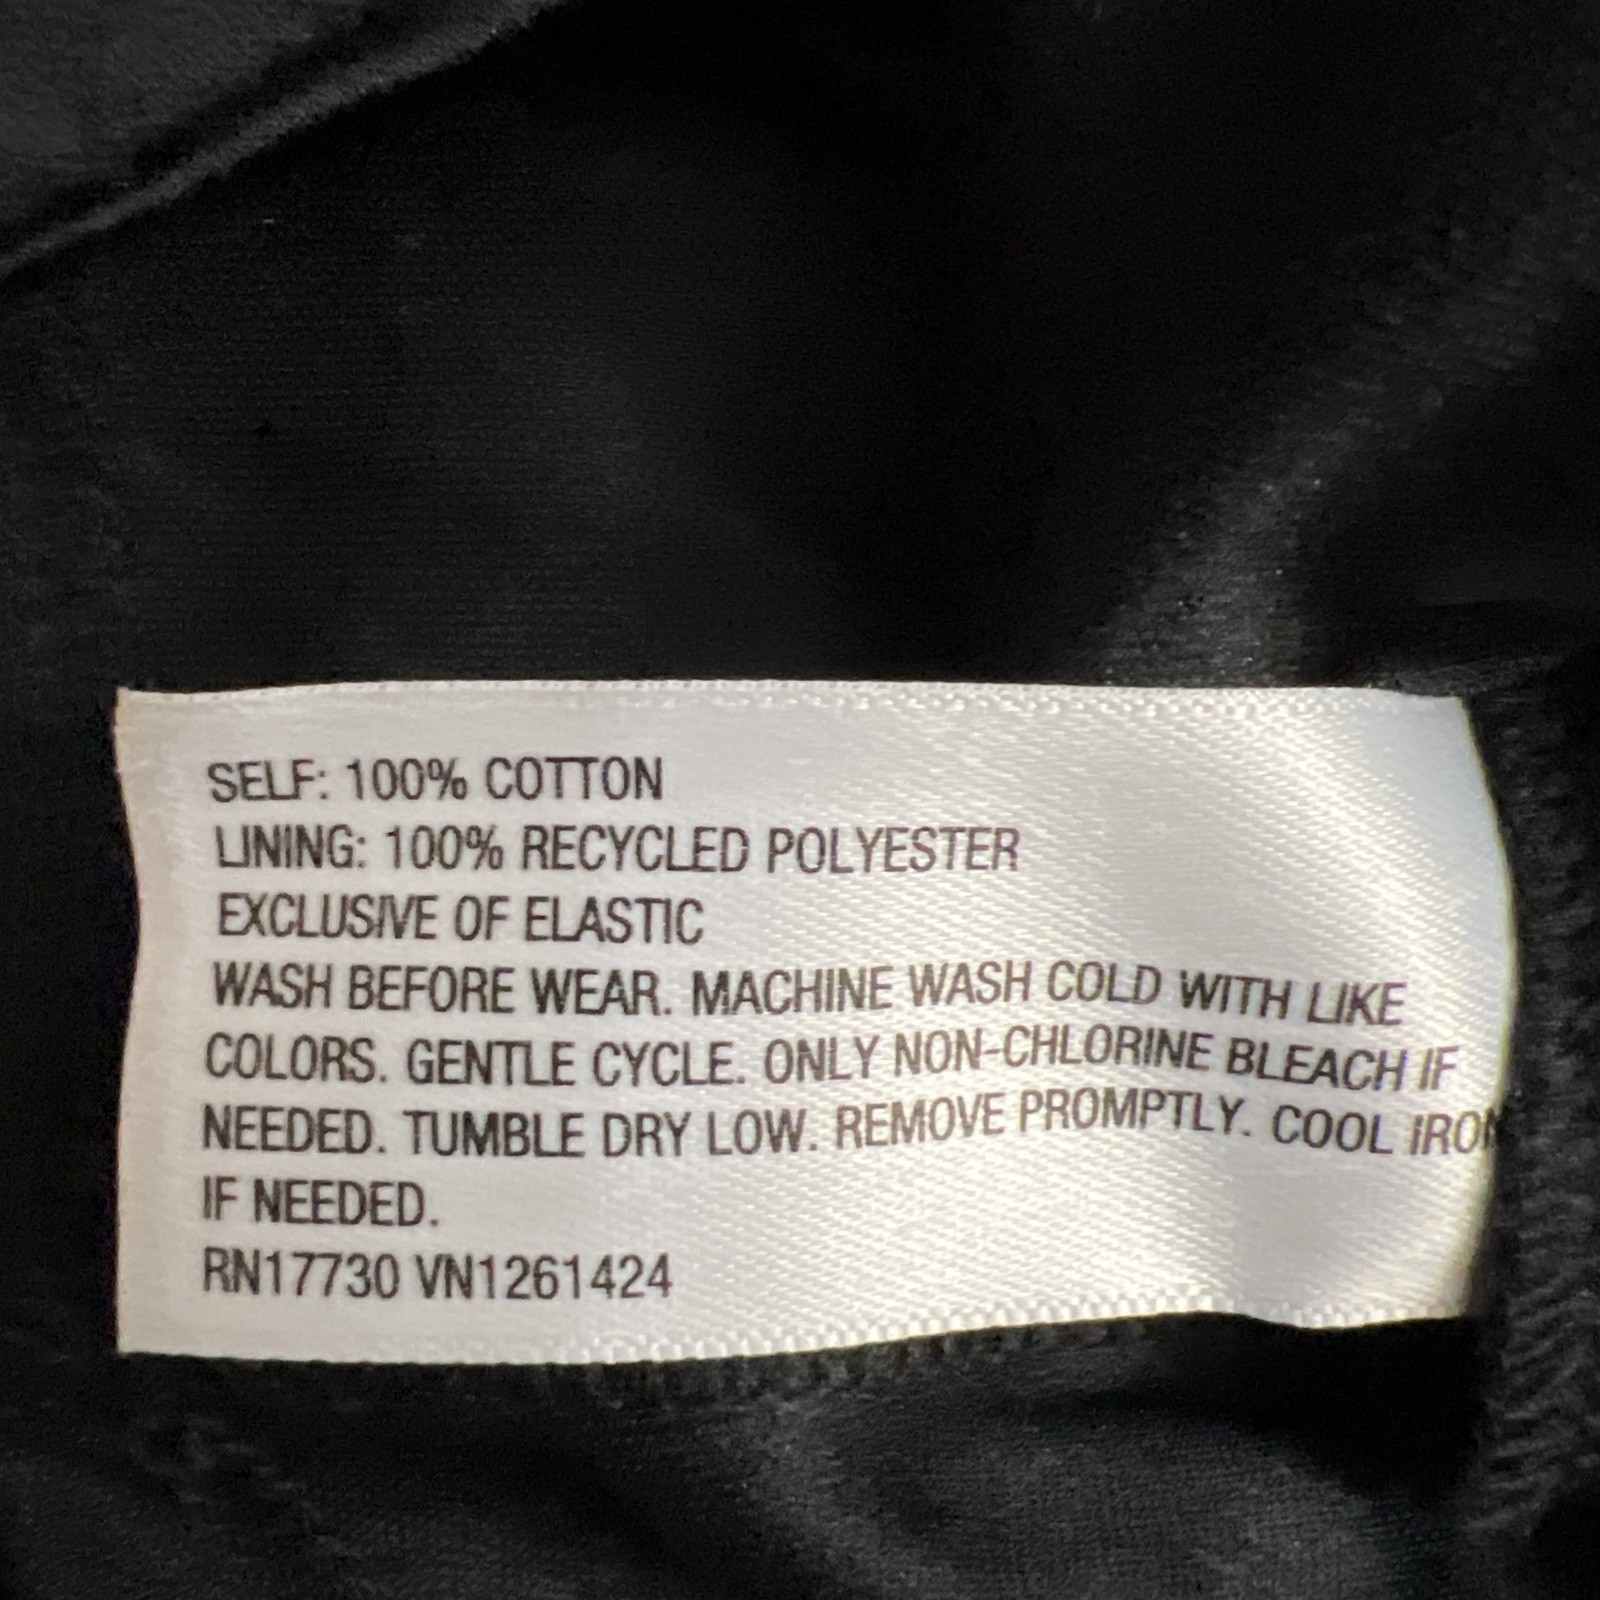 SELF: 100% COTTON
LINING: 100% RECYCLED POLYESTER
EXCLUSIVE OF ELASTIC
WASH BEFORE WEAR. MACHINE WASH COLD WITH LIKE
COLORS. GENTLE CYCLE. ONLY NON-CHLORINE BLEACH IF
NEEDED. TUMBLE DRY LOW. REMOVE PROMPTLY. COOL IRON
IF NEEDED.
RN17730 VN1261424